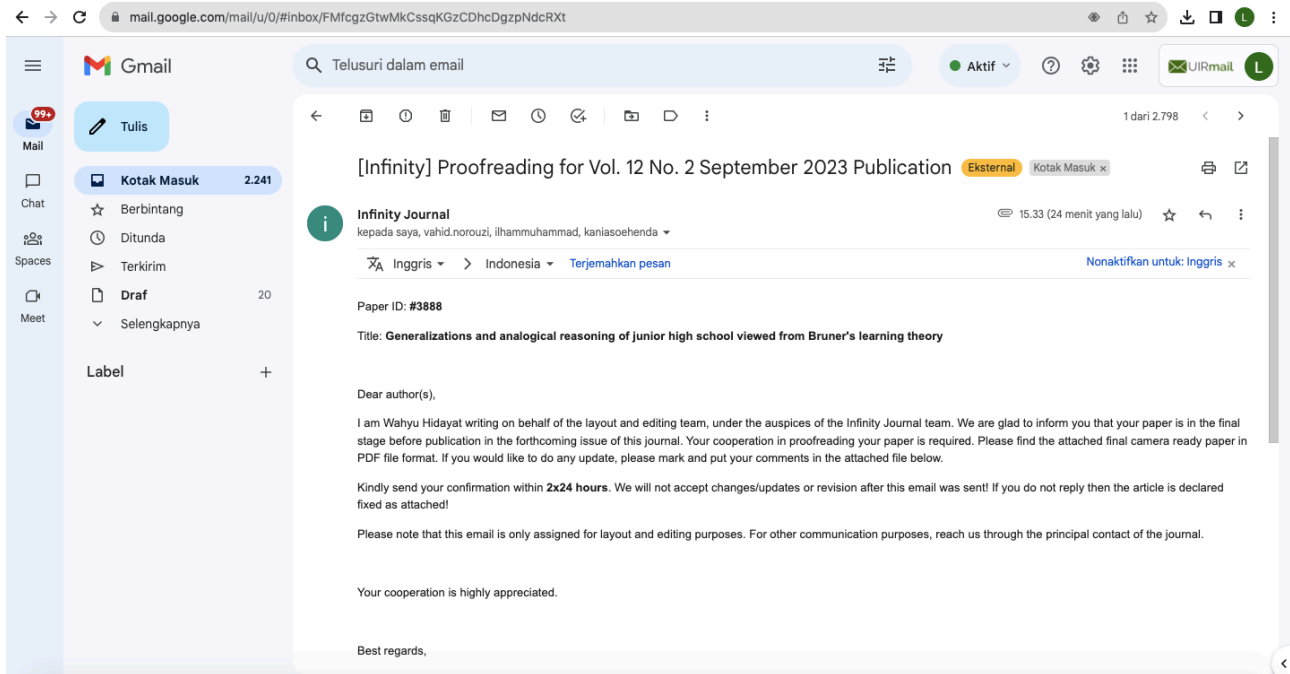 mail.google.com/mail/u/0/#inbox/FMfcgzGtwMkCssqKGzCDhcDgzpNdcRXt
L
Gmail
Telusuri dalam email
Aktif
UIRmail
L
99+
Mail
Chat
Spaces
Meet
Tulis
Kotak Masuk 2.241
Berbintang
Ditunda
Terkirim
Draf 20
Selengkapnya
Label
1 dari 2.798
[Infinity] Proofreading for Vol. 12 No. 2 September 2023 Publication Eksternal Kotak Masuk ×
i
Infinity Journal 15.33 (24 menit yang lalu)
kepada saya, vahid.norouzi, ilhammuhammad, kaniasoehenda
Inggris > Indonesia Terjemahkan pesan Nonaktifkan untuk: Inggris ×
Paper ID: #3888
Title: Generalizations and analogical reasoning of junior high school viewed from Bruner's learning theory
Dear author(s),
I am Wahyu Hidayat writing on behalf of the layout and editing team, under the auspices of the Infinity Journal team. We are glad to inform you that your paper is in the final
stage before publication in the forthcoming issue of this journal. Your cooperation in proofreading your paper is required. Please find the attached final camera ready paper in
PDF file format. If you would like to do any update, please mark and put your comments in the attached file below.
Kindly send your confirmation within 2x24 hours. We will not accept changes/updates or revision after this email was sent! If you do not reply then the article is declared
fixed as attached!
Please note that this email is only assigned for layout and editing purposes. For other communication purposes, reach us through the principal contact of the journal.
Your cooperation is highly appreciated.
Best regards,